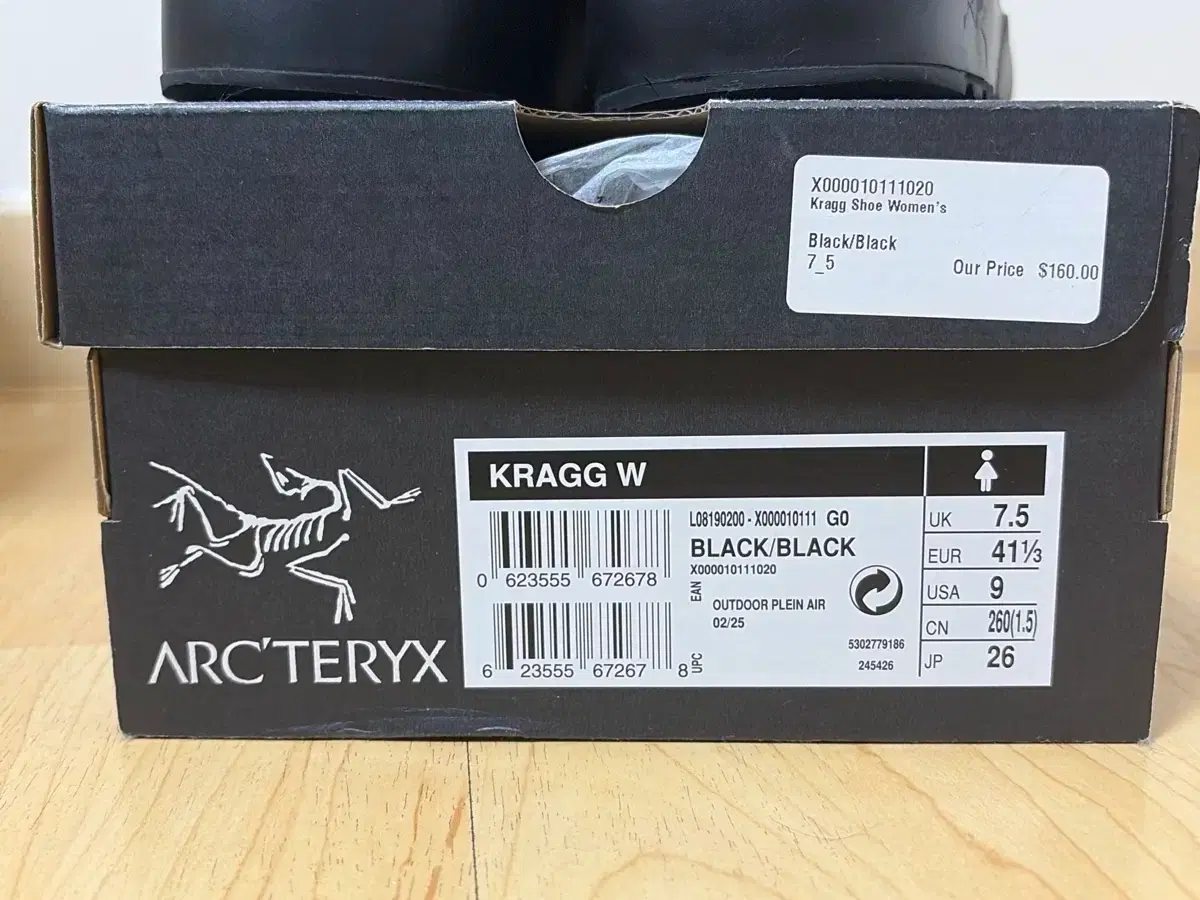 X000010111020
Kragg Shoe Women's
Black/Black
7_5
Our Price $160.00
ARC'TERYX
KRAGG W
0 623555 672678
EAN
6 23555 67267 8
UPC
L08190200 - X000010111 G0
BLACK/BLACK
X000010111020
OUTDOOR PLEIN AIR
02/25
5302779186
245426
UK 7.5
EUR 41⅓
USA 9
CN 260(1.5)
JP 26